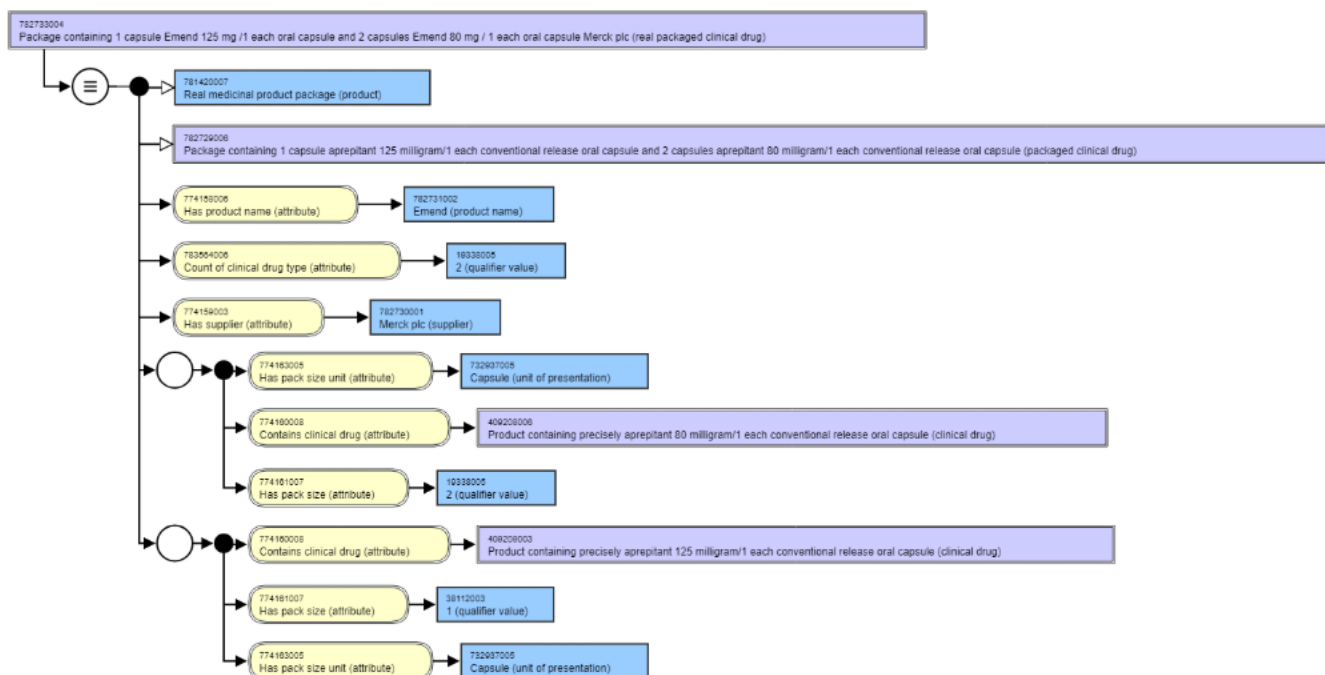 782733004
Package containing 1 capsule Emend 125 mg /1 each oral capsule and 2 capsules Emend 80 mg / 1 each oral capsule Merck plc (real packaged clinical drug)
781420007
Real medicinal product package (product)
782729006
Package containing 1 capsule aprepitant 125 milligram/1 each conventional release oral capsule and 2 capsules aprepitant 80 milligram/1 each conventional release oral capsule (packaged clinical drug)
774158006
Has product name (attribute)
782731002
Emend (product name)
783564006
Count of clinical drug type (attribute)
19338005
2 (qualifier value)
774159003
Has supplier (attribute)
782730001
Merck plc (supplier)
774163005
Has pack size unit (attribute)
732937005
Capsule (unit of presentation)
774160008
Contains clinical drug (attribute)
409208006
Product containing precisely aprepitant 80 milligram/1 each conventional release oral capsule (clinical drug)
774161007
Has pack size (attribute)
19338005
2 (qualifier value)
774160008
Contains clinical drug (attribute)
409209003
Product containing precisely aprepitant 125 milligram/1 each conventional release oral capsule (clinical drug)
774161007
Has pack size (attribute)
38112003
1 (qualifier value)
774163005
Has pack size unit (attribute)
732937005
Capsule (unit of presentation)